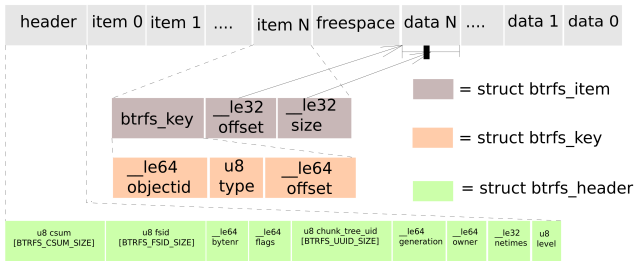 header item 0 item 1 .... item N freespace data N .... data 1 data 0
btrfs_key __le32 offset __le32 size
= struct btrfs_item
__le64 objectid u8 type __le64 offset
= struct btrfs_key
= struct btrfs_header
u8 csum [BTRFS_CSUM_SIZE] u8 fsid [BTRFS_FSID_SIZE] __le64 bytenr __le64 flags u8 chunk_tree_uid [BTRFS_UUID_SIZE] __le64 generation __le64 owner __le32 netimes u8 level